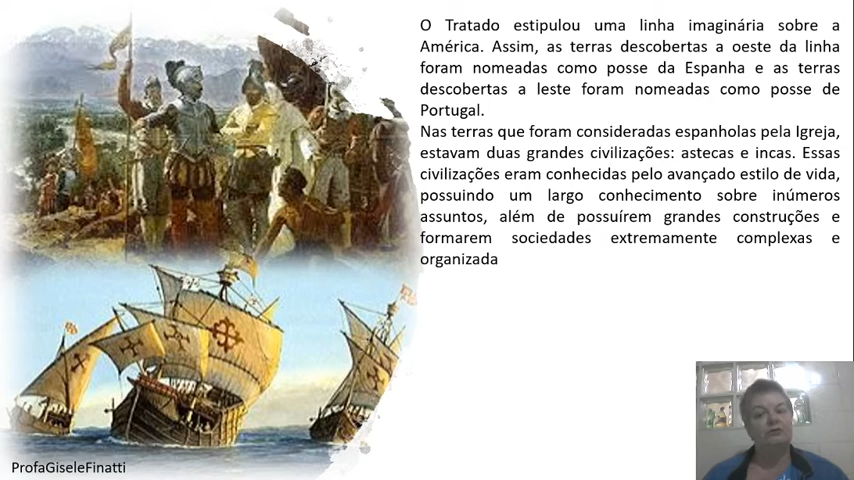 O Tratado estipulou uma linha imaginária sobre a
América. Assim, as terras descobertas a oeste da linha
foram nomeadas como posse da Espanha e as terras
descobertas a leste foram nomeadas como posse de
Portugal.
Nas terras que foram consideradas espanholas pela Igreja,
estavam duas grandes civilizações: astecas e incas. Essas
civilizações eram conhecidas pelo avançado estilo de vida,
possuindo um largo conhecimento sobre inúmeros
assuntos, além de possuírem grandes construções e
formarem sociedades extremamente complexas e
organizada
ProfaGiseleFinatti